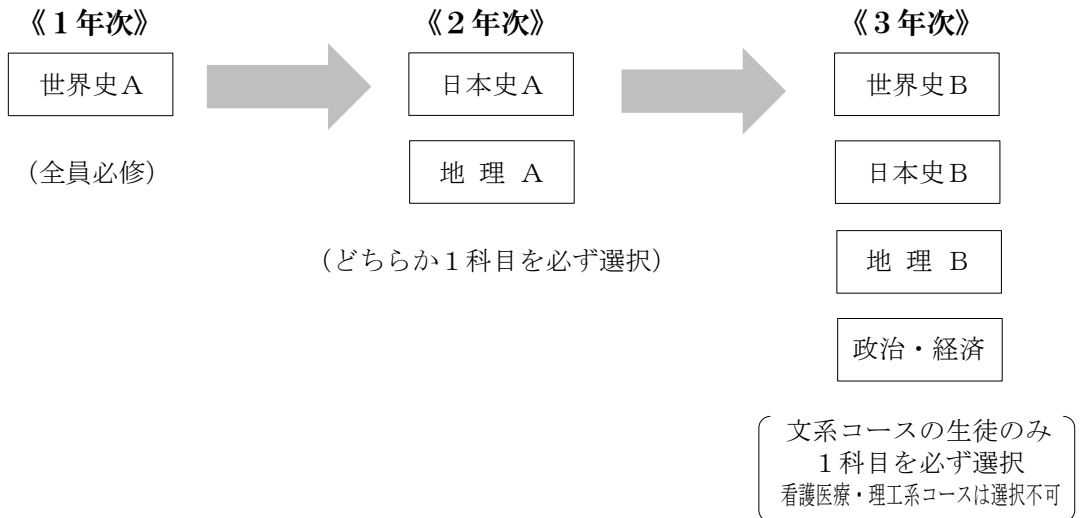 《１年次》
世界史Ａ
（全員必修）
《２年次》
日本史Ａ
地 理 Ａ
（どちらか１科目を必ず選択）
《３年次》
世界史Ｂ
日本史Ｂ
地 理 Ｂ
政治・経済
文系コースの生徒のみ
１科目を必ず選択
看護医療・理工系コースは選択不可